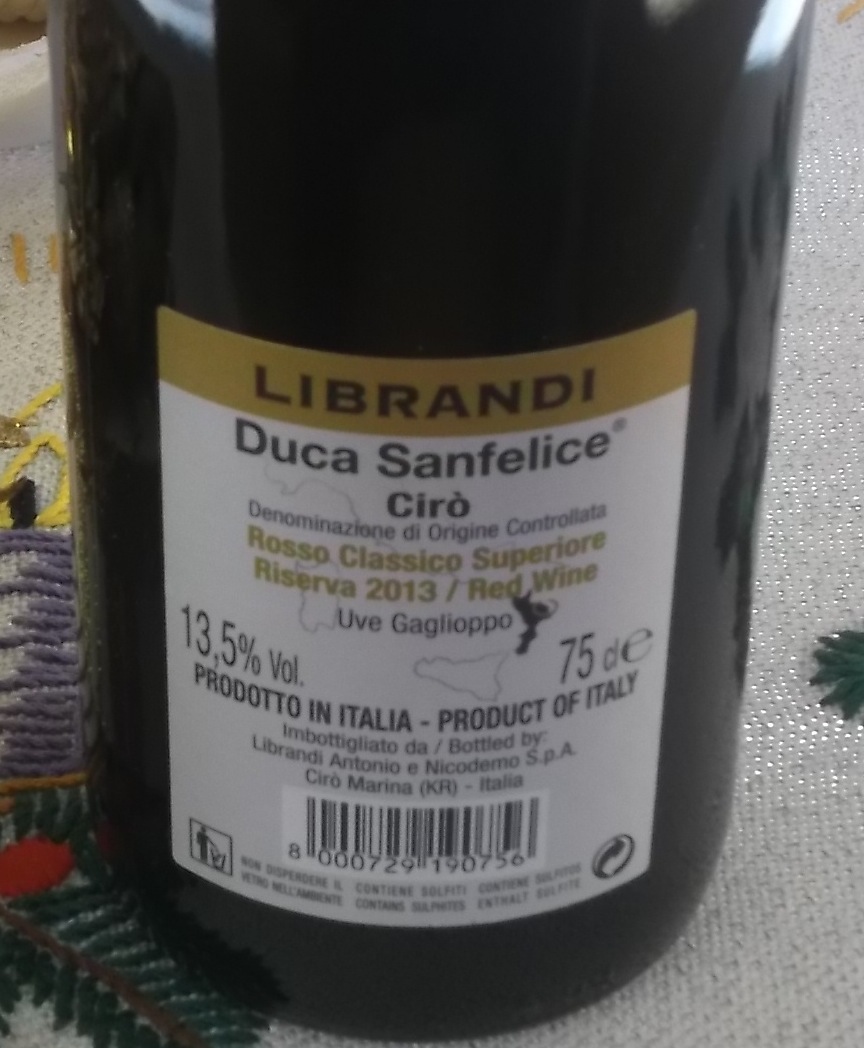 LIBRANDI
Duca Sanfelice®
Cirò
Denominazione di Origine Controllata
Rosso Classico Superiore
Riserva 2013 / Red Wine
Uve Gaglioppo
13,5% Vol.
75 cl e
PRODOTTO IN ITALIA - PRODUCT OF ITALY
Imbottigliato da / Bottled by:
Librandi Antonio e Nicodemo S.p.A.
Cirò Marina (KR) - Italia
8 000729 190756
NON DISPERDERE IL CONTIENE SOLFITI CONTIENE SULFITOS
VETRO NELL'AMBIENTE CONTAINS SULPHITES ENTHALT SULFITE